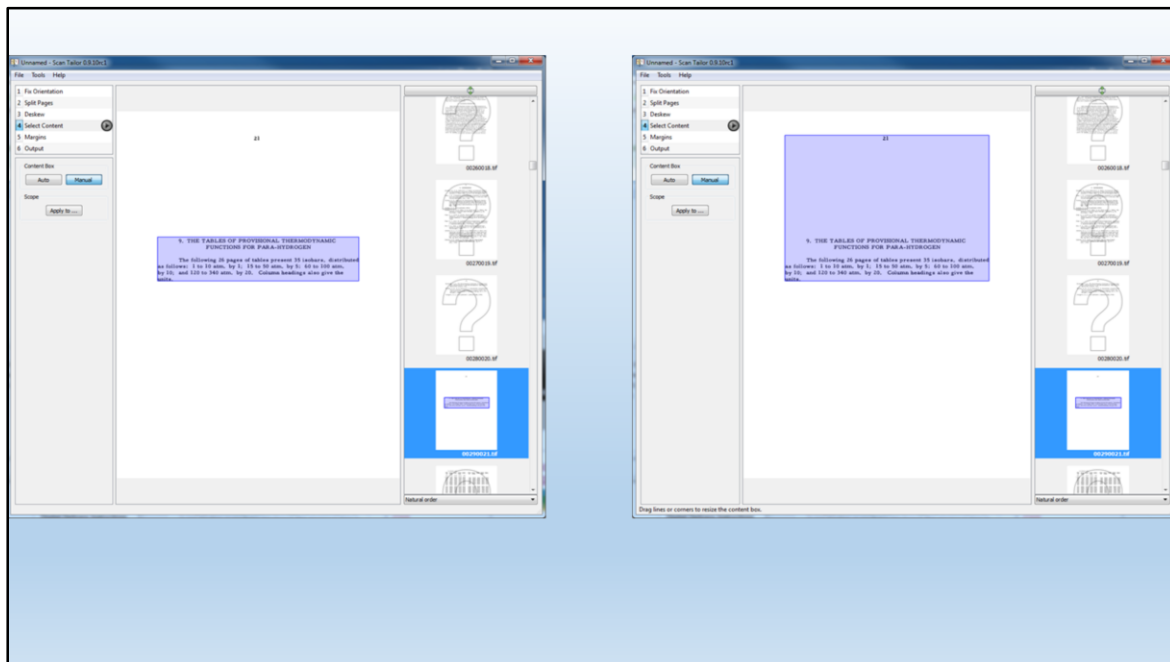 Unnamed - Scan Tailor 0.9.10rc1
File Tools Help
1 Fix Orientation
2 Split Pages
3 Deskew
4 Select Content
5 Margins
6 Output
Content Box
Auto Manual
Scope
Apply to ...
21
9. THE TABLES OF PROVISIONAL THERMODYNAMIC
FUNCTIONS FOR PARA-HYDROGEN
The following 26 pages of tables present 35 isobars, distributed
as follows: 1 to 10 atm, by 1; 15 to 50 atm, by 5; 60 to 100 atm,
by 10; and 120 to 340 atm, by 20. Column headings also give the
units.
00260018.tif
00270019.tif
00280020.tif
00290021.tif
Natural order
Unnamed - Scan Tailor 0.9.10rc1
File Tools Help
1 Fix Orientation
2 Split Pages
3 Deskew
4 Select Content
5 Margins
6 Output
Content Box
Auto Manual
Scope
Apply to ...
21
9. THE TABLES OF PROVISIONAL THERMODYNAMIC
FUNCTIONS FOR PARA-HYDROGEN
The following 26 pages of tables present 35 isobars, distributed
as follows: 1 to 10 atm, by 1; 15 to 50 atm, by 5; 60 to 100 atm,
by 10; and 120 to 340 atm, by 20. Column headings also give the
units.
00260018.tif
00270019.tif
00280020.tif
00290021.tif
Natural order
Drag lines or corners to resize the content box.